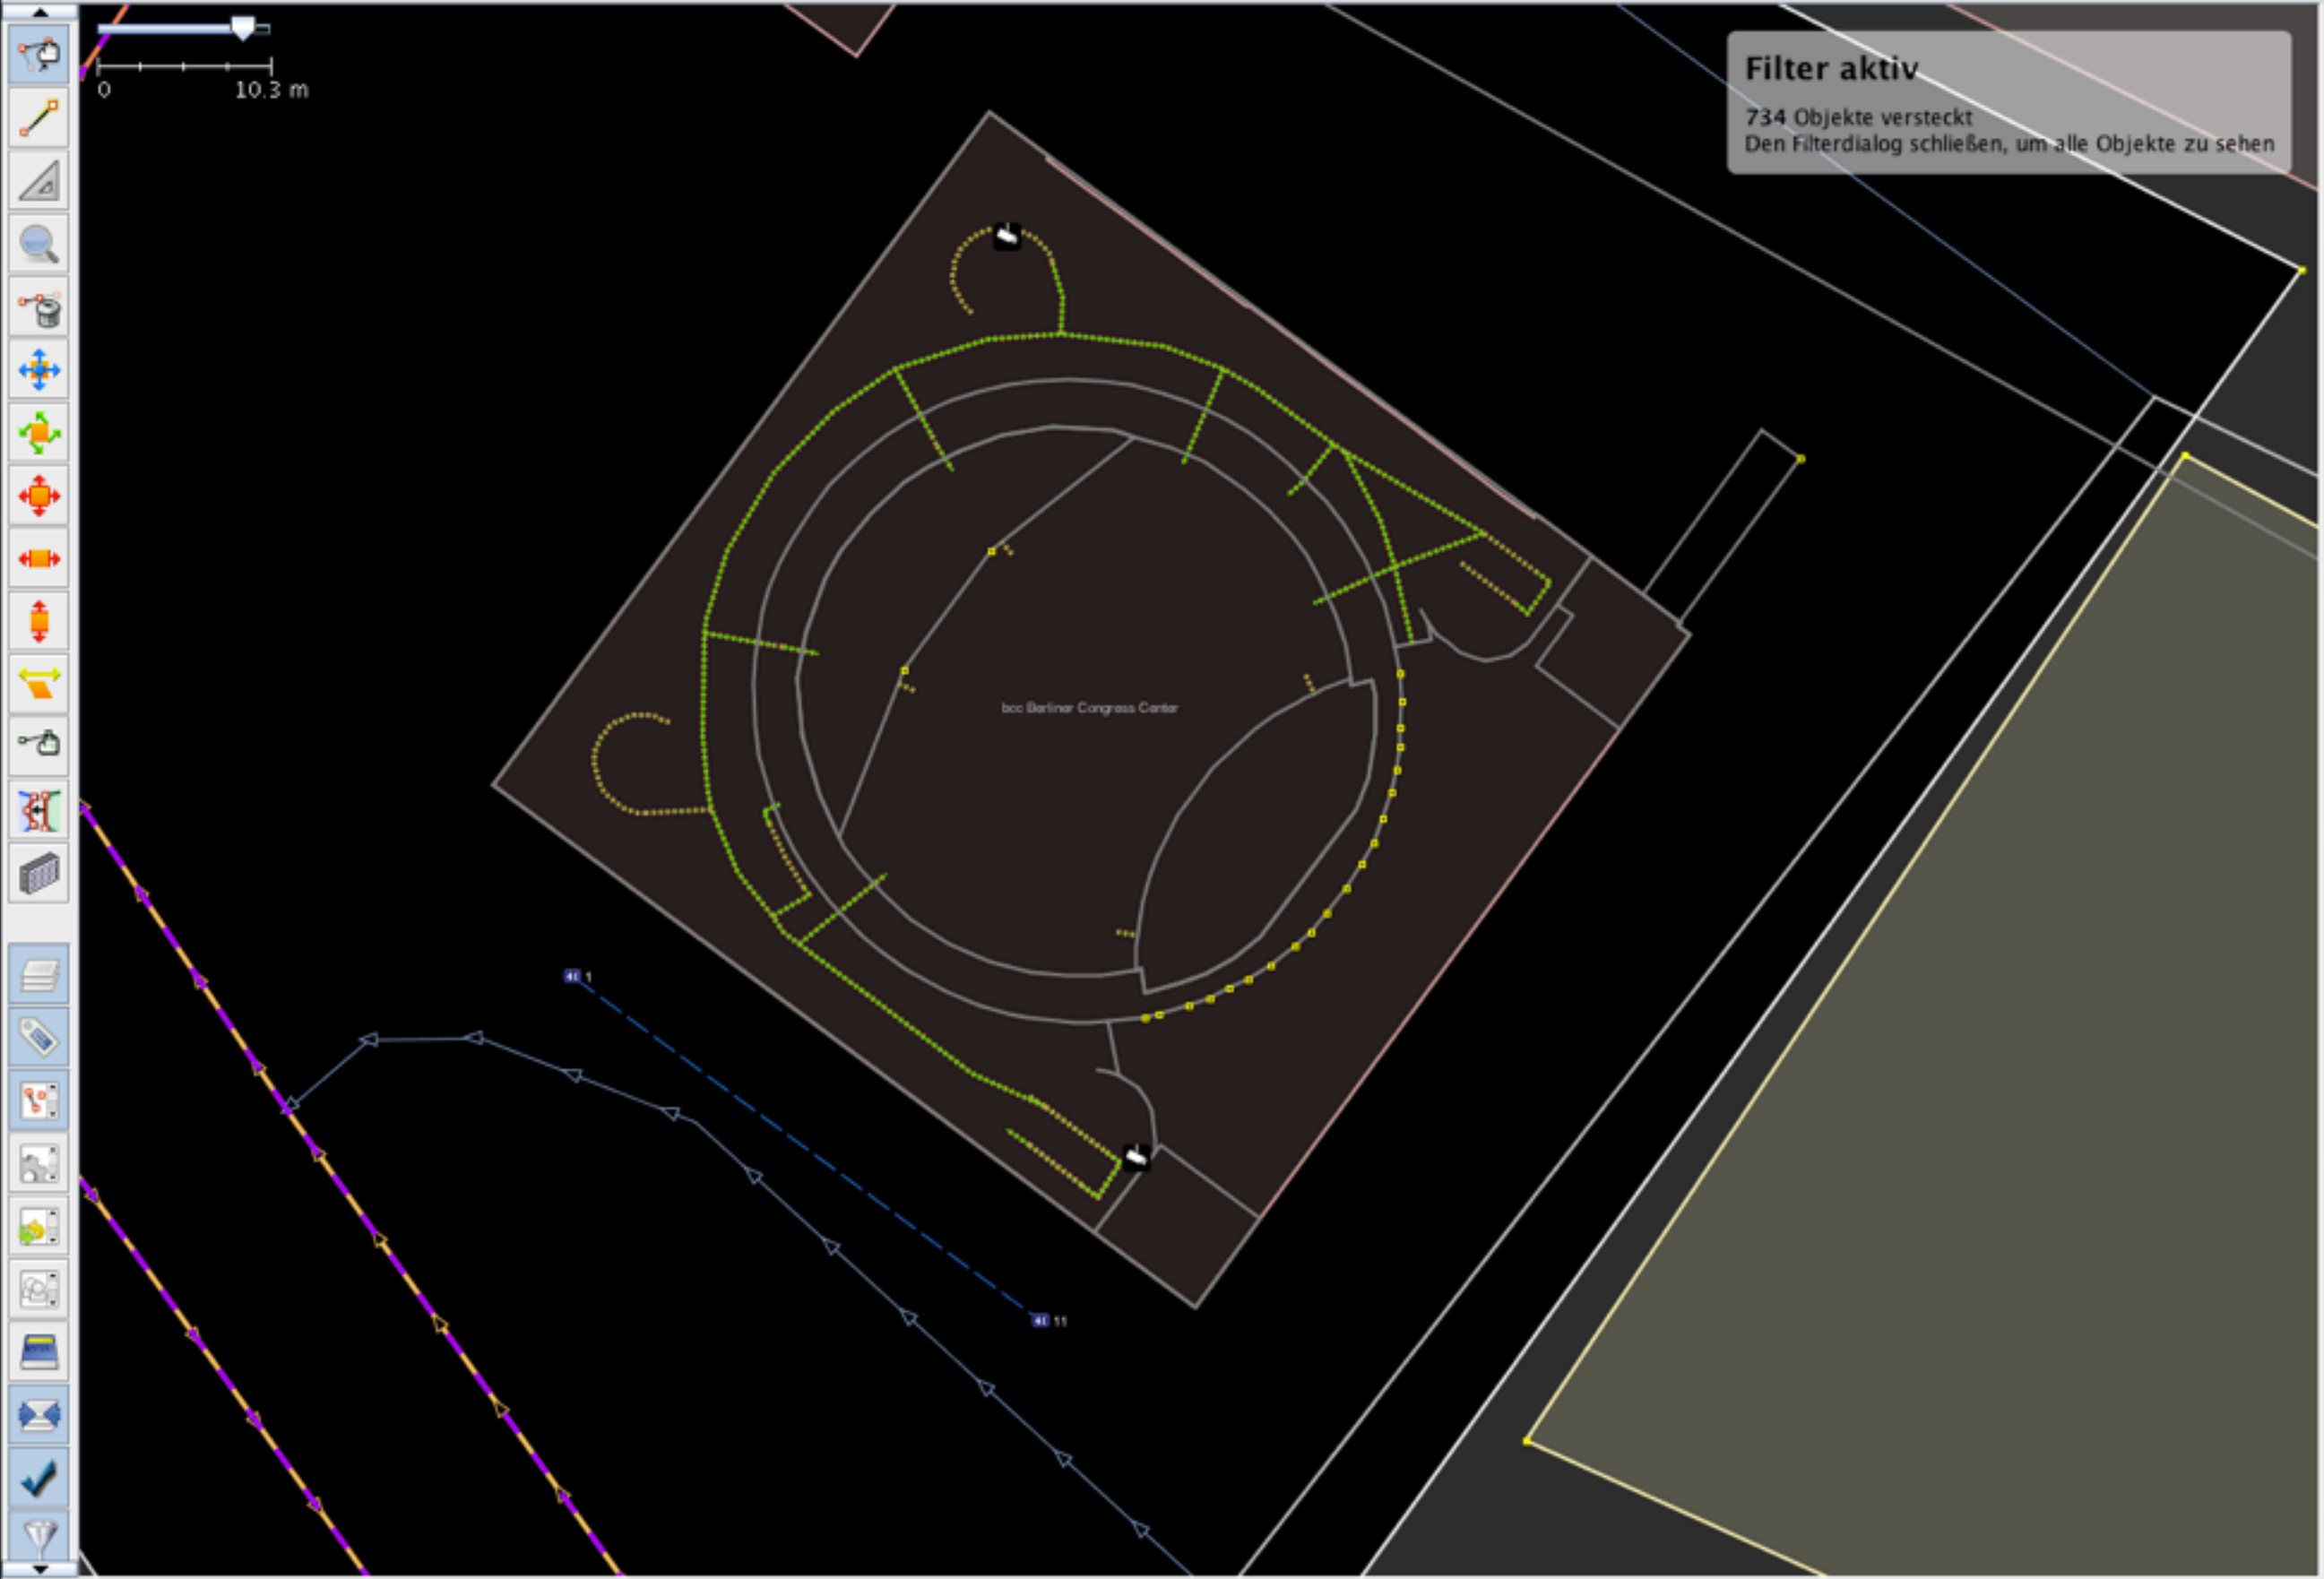 0 10.3 m
Filter aktiv
734 Objekte versteckt
Den Filterdialog schließen, um alle Objekte zu sehen
bcc Berliner Congress Center
1
11